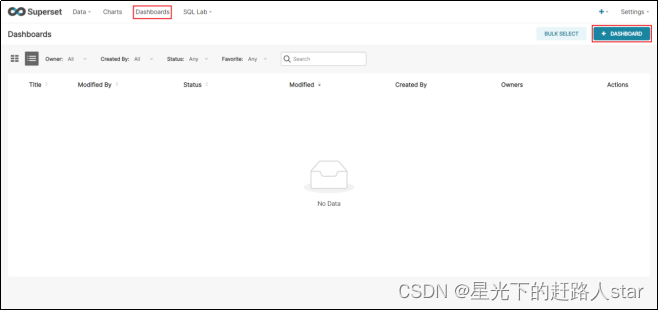 Superset Data Charts Dashboards SQL Lab + Settings
Dashboards BULK SELECT + DASHBOARD
Owner: All Created By: All Status: Any Favorite: Any Search
Title Modified By Status Modified Created By Owners Actions
No Data
CSDN @星光下的赶路人star